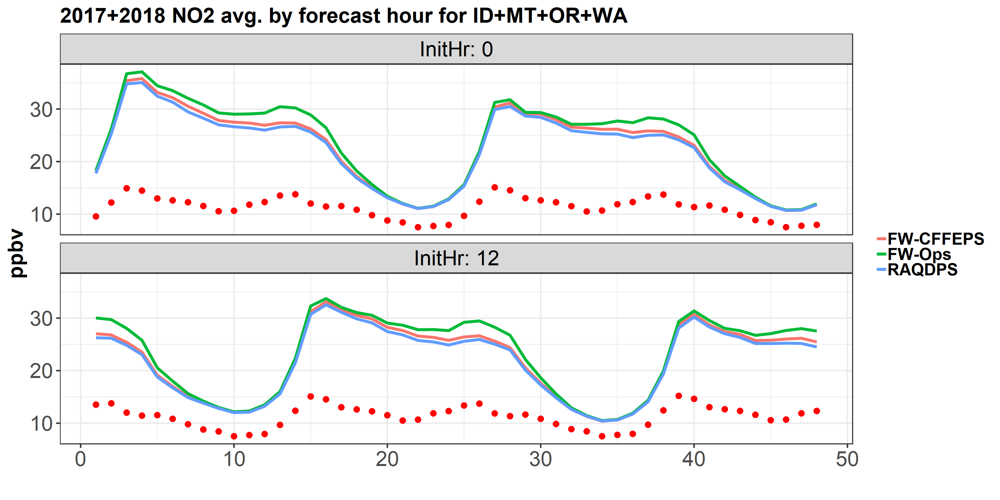 2017+2018 NO2 avg. by forecast hour for ID+MT+OR+WA
InitHr: 0
30
20
10
ppbv
InitHr: 12
30
20
10
0 10 20 30 40 50
FW-CFFEPS
FW-Ops
RAQDPS